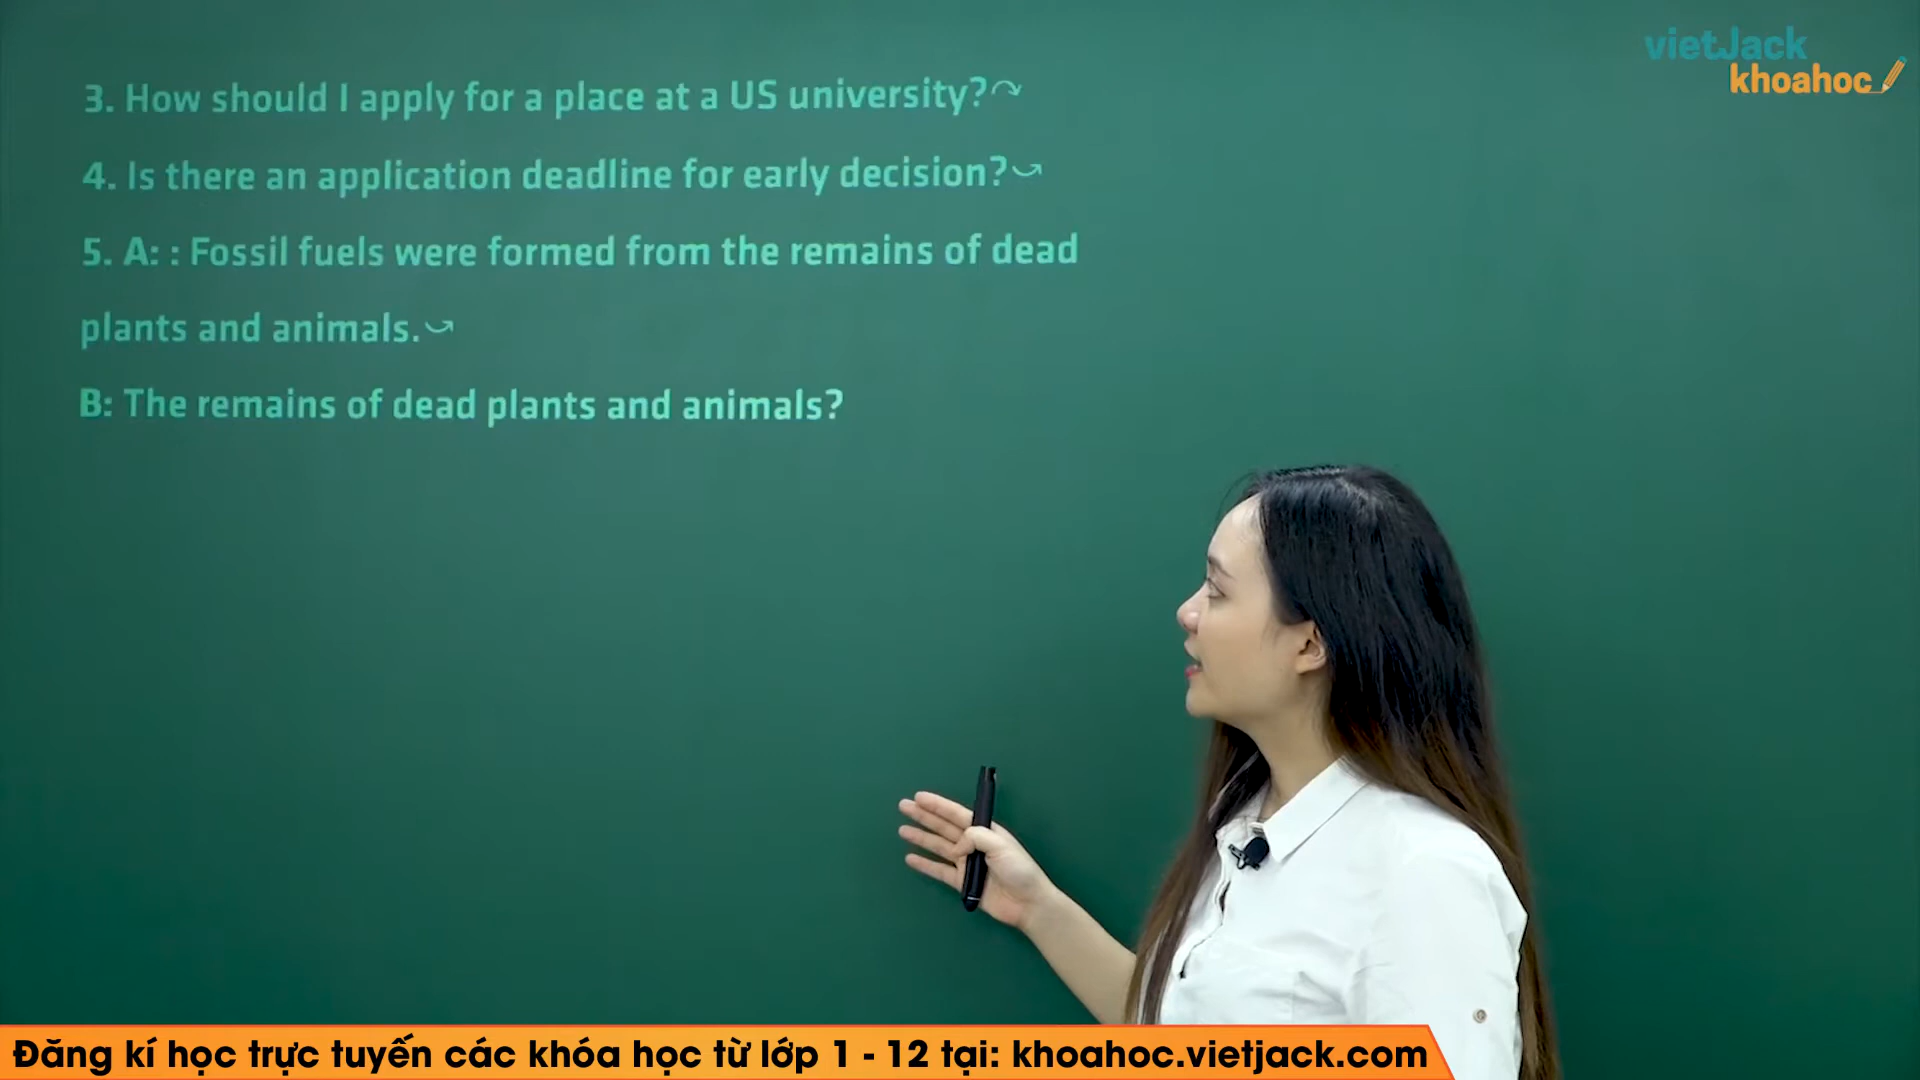 vietJack
khoahoc
3. How should I apply for a place at a US university?
4. Is there an application deadline for early decision?
5. A: : Fossil fuels were formed from the remains of dead
plants and animals.
B: The remains of dead plants and animals?
Đăng kí học trực tuyến các khóa học từ lớp 1 - 12 tại: khoahoc.vietjack.com